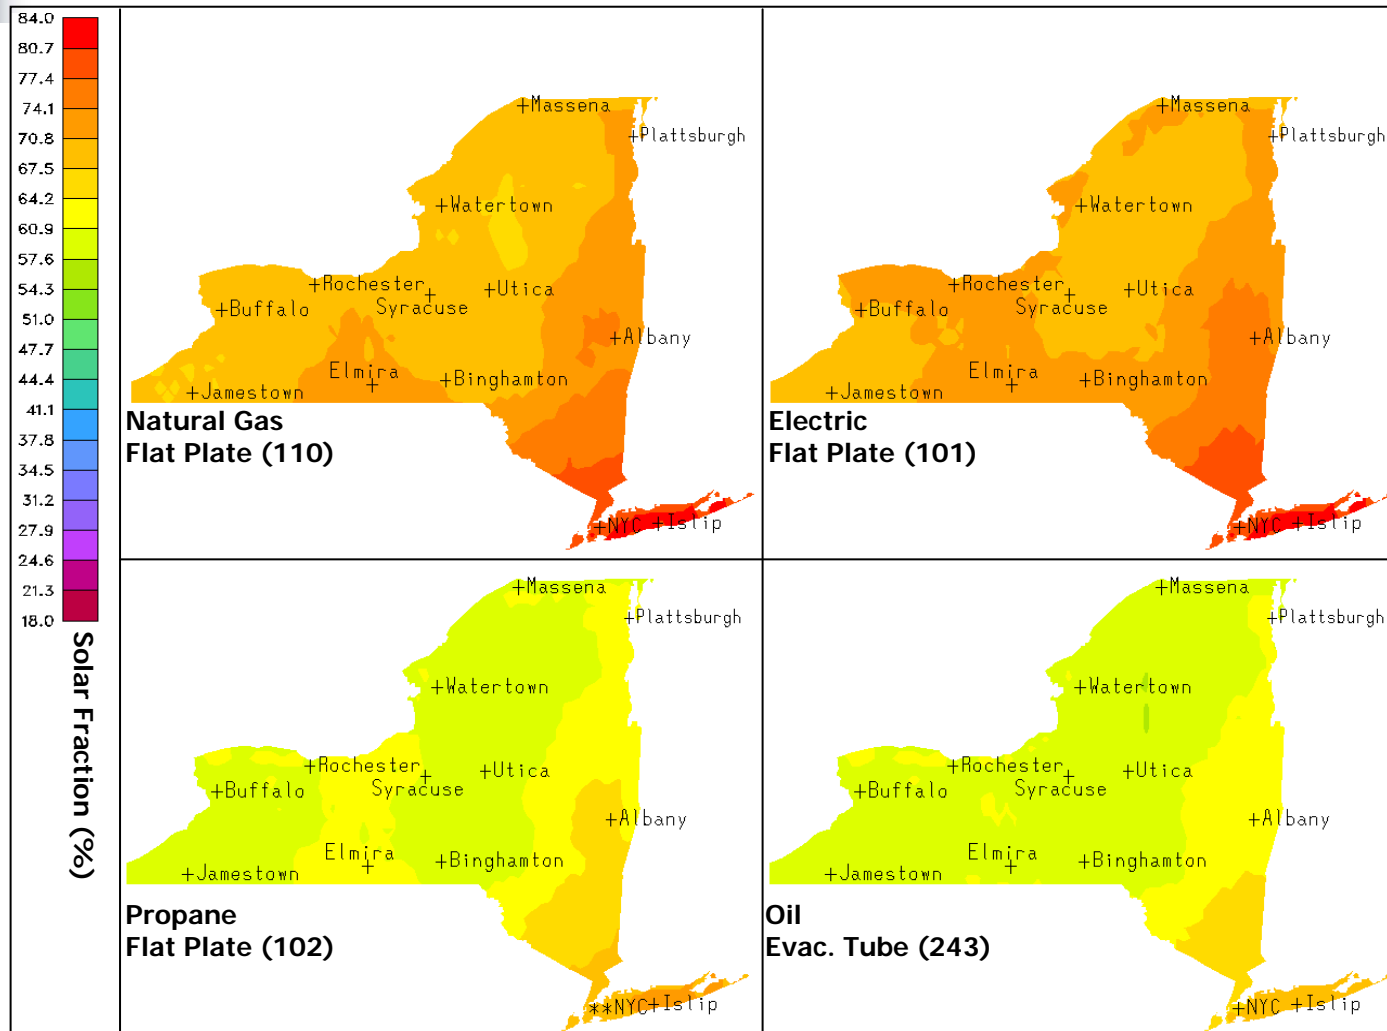 84.0
80.7
77.4
74.1
70.8
67.5
64.2
60.9
57.6
54.3
51.0
47.7
44.4
41.1
37.8
34.5
31.2
27.9
24.6
21.3
18.0
Solar Fraction (%)
+Massena
+Plattsburgh
+Watertown
+Rochester
Syracuse
+Utica
+Buffalo
+Albany
Elmira
+Binghamton
+Jamestown
+NYC +Islip
Natural Gas
Flat Plate (110)
+Massena
+Plattsburgh
+Watertown
+Rochester
Syracuse
+Utica
+Buffalo
+Albany
Elmira
+Binghamton
+Jamestown
+NYC +Islip
Electric
Flat Plate (101)
+Massena
+Plattsburgh
+Watertown
+Rochester
Syracuse
+Utica
+Buffalo
+Albany
Elmira
+Binghamton
+Jamestown
**NYC+Islip
Propane
Flat Plate (102)
+Massena
+Plattsburgh
+Watertown
+Rochester
Syracuse
+Utica
+Buffalo
+Albany
Elmira
+Binghamton
+Jamestown
+NYC +Islip
Oil
Evac. Tube (243)